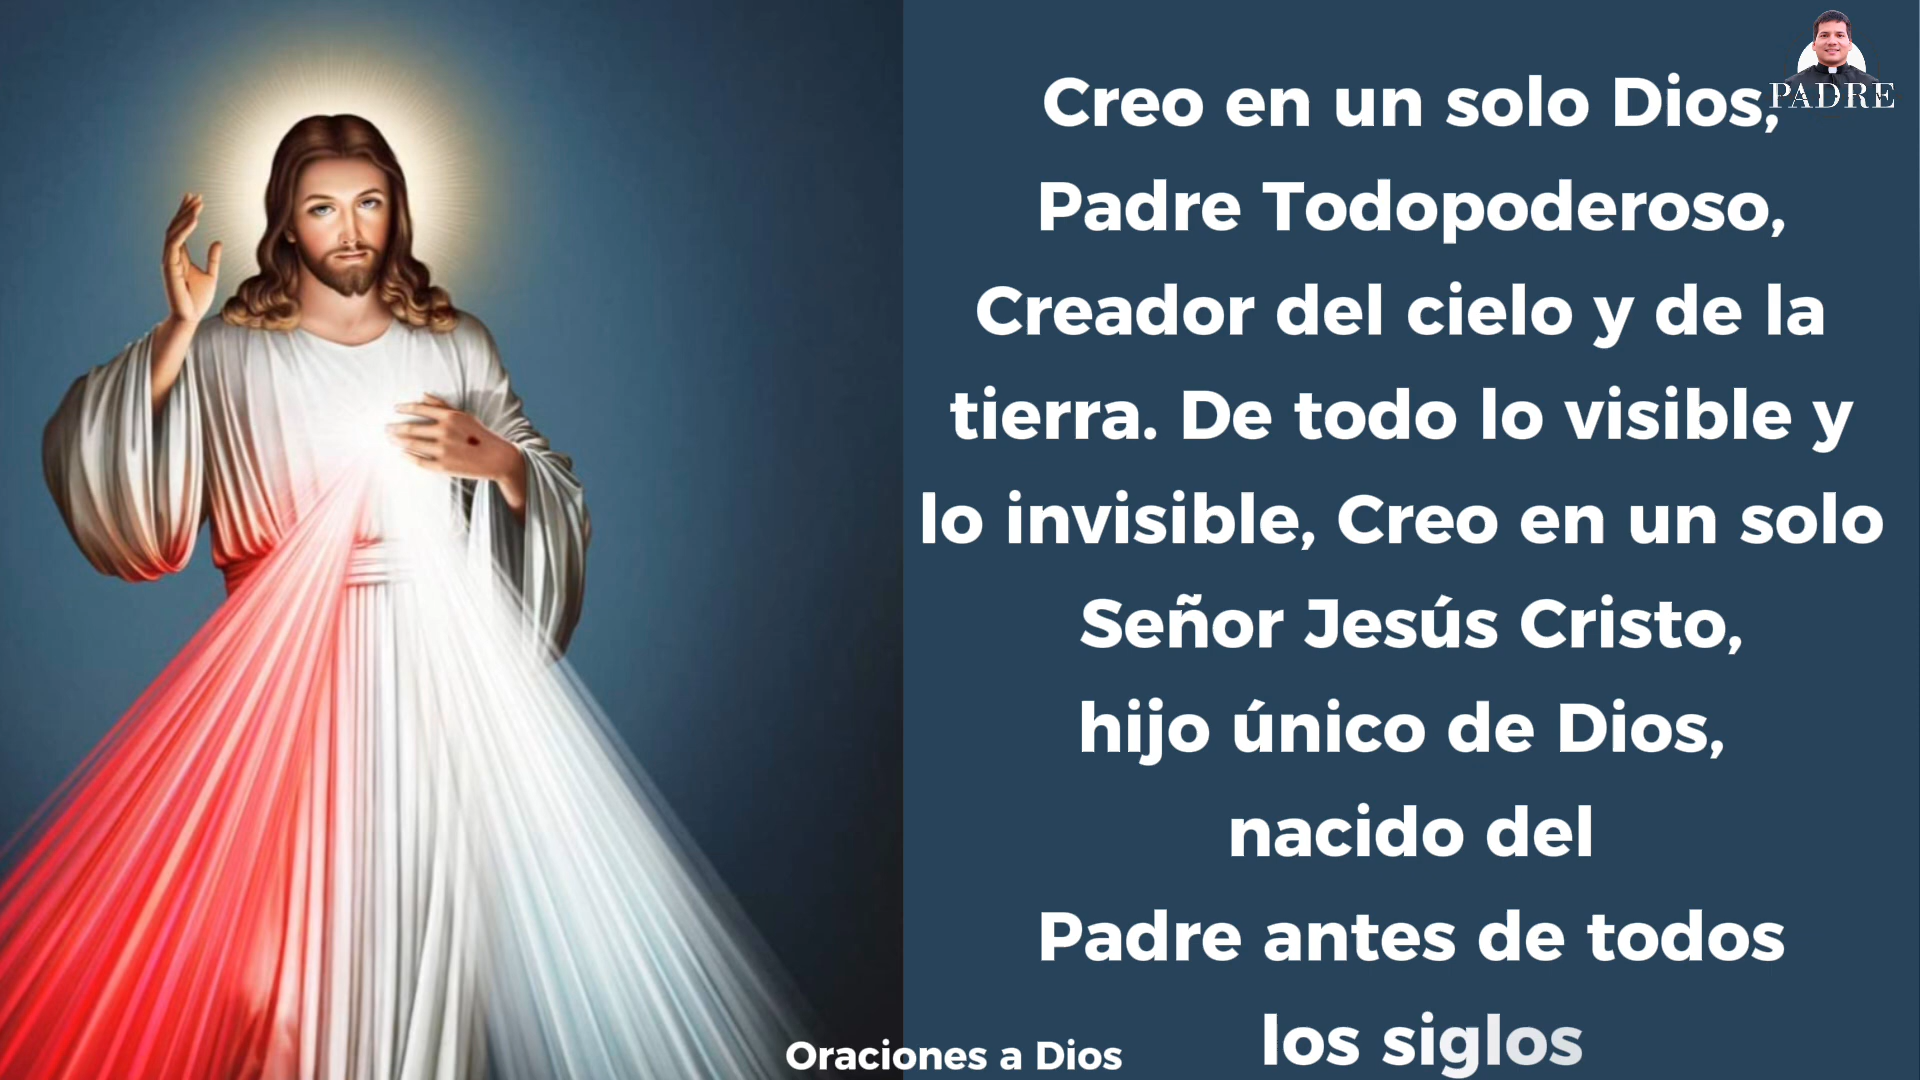 Creo en un solo Dios,
PADRE
Padre Todopoderoso,
Creador del cielo y de la
tierra. De todo lo visible y
lo invisible, Creo en un solo
Señor Jesús Cristo,
hijo único de Dios,
nacido del
Padre antes de todos
los siglos
Oraciones a Dios